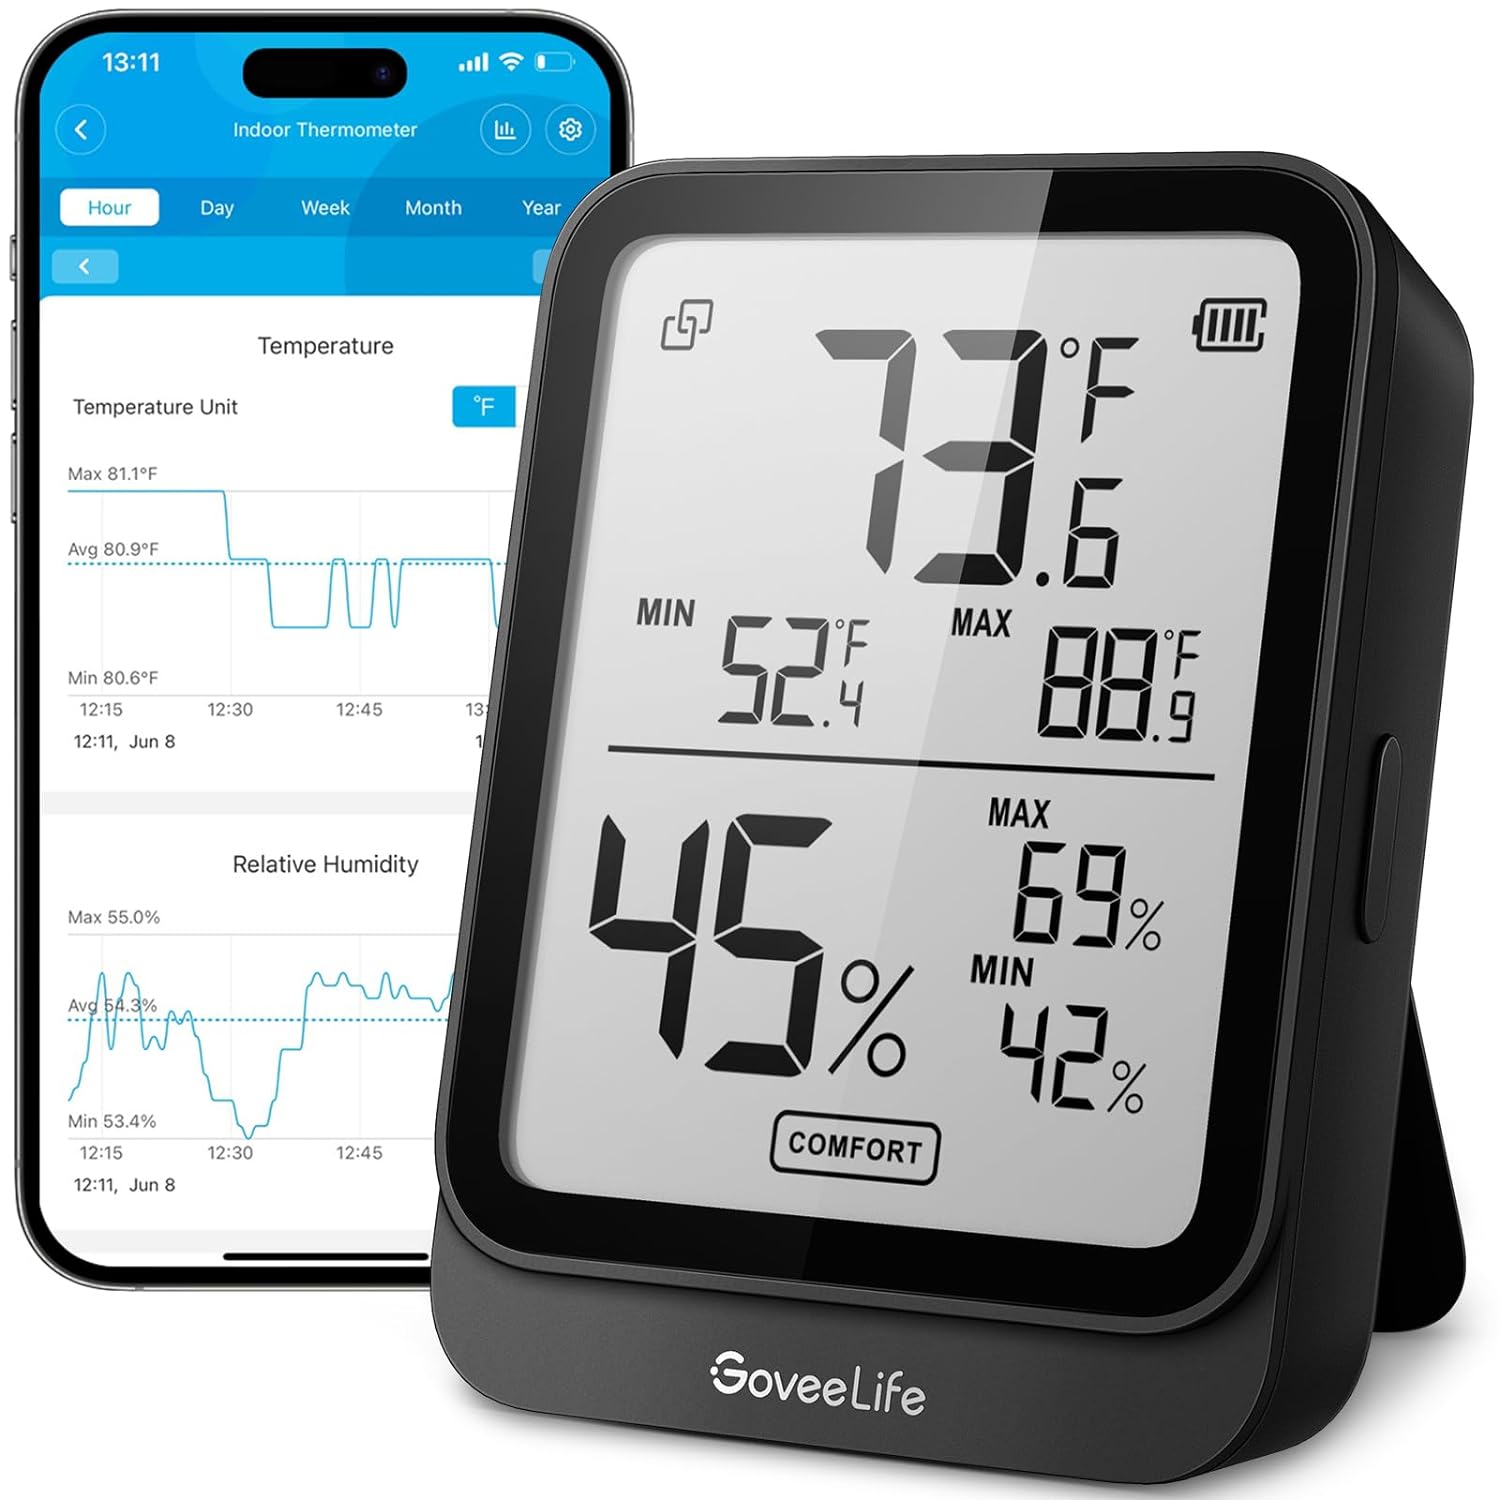 13:11
Indoor Thermometer
Hour Day Week Month Year
Temperature
Temperature Unit °F
Max 81.1°F
Avg 80.9°F
Min 80.6°F
12:15 12:30 12:45 13:
12:11, Jun 8 1
Relative Humidity
Max 55.0%
Avg 54.3%
Min 53.4%
12:15 12:30 12:45
12:11, Jun 8
73.6 °F
MIN 52.4 °F MAX 88.9 °F
45%
MAX
69%
MIN
42%
COMFORT
GoveeLife